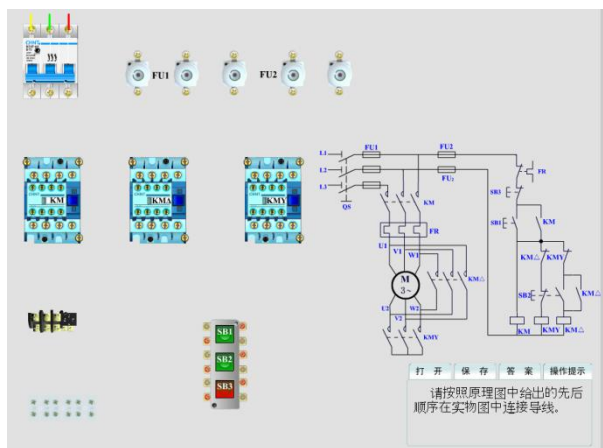 FU1
FU2
KM
KM△
KMY
SB1
SB2
SB3
L1
FU1
FU2
L2
FU2
L3
QS
KM
FR
U1
V1
W1
M
3~
KM△
U2
V2
W2
KMY
FR
SB3
SB1
KM
KM△
KMY
SB2
KM△
KM
KMY
KM△
打 开
保 存
答 案
操作提示
请按照原理图中给出的先后
顺序在实物图中连接导线。